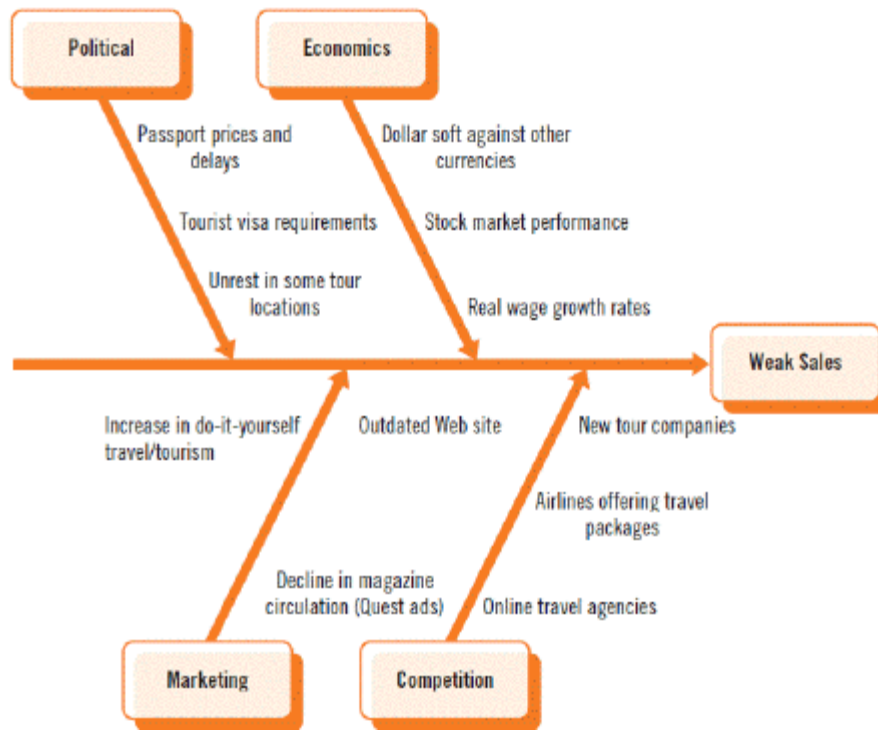 Political
Economics
Passport prices and
delays
Dollar soft against other
currencies
Tourist visa requirements
Stock market performance
Unrest in some tour
locations
Real wage growth rates
Weak Sales
Increase in do-it-yourself
travel/tourism
Outdated Web site
New tour companies
Airlines offering travel
packages
Decline in magazine
circulation (Quest ads)
Online travel agencies
Marketing
Competition